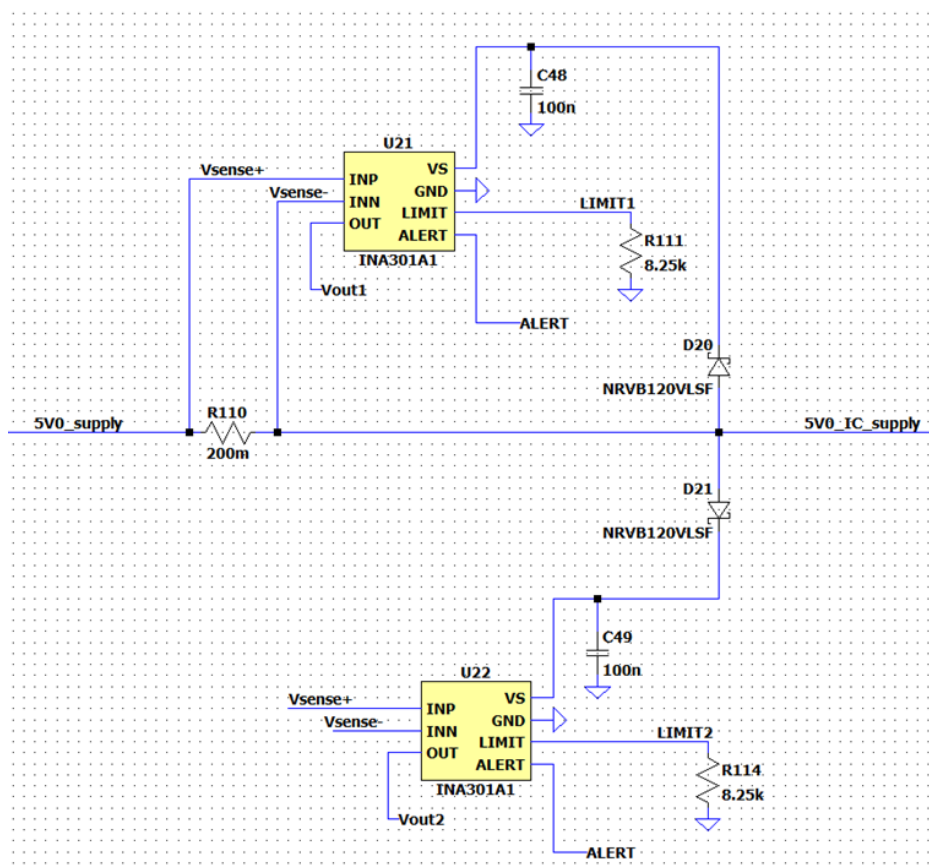 C48
100n
U21
Vsense+
INP
VS
Vsense-
INN
GND
OUT
LIMIT
LIMIT1
ALERT
INA301A1
R111
8.25k
Vout1
ALERT
D20
NRVB120VLSF
5V0_supply
R110
200m
5V0_IC_supply
D21
NRVB120VLSF
C49
100n
U22
Vsense+
INP
VS
Vsense-
INN
GND
OUT
LIMIT
LIMIT2
ALERT
INA301A1
R114
8.25k
Vout2
ALERT